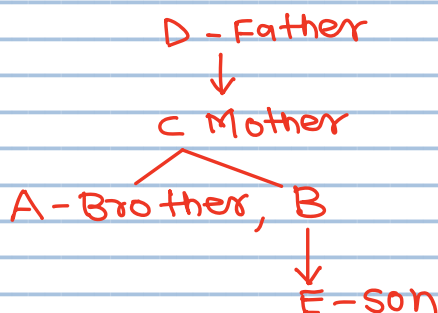 D - Father
C Mother
A - Brother, B
E - son